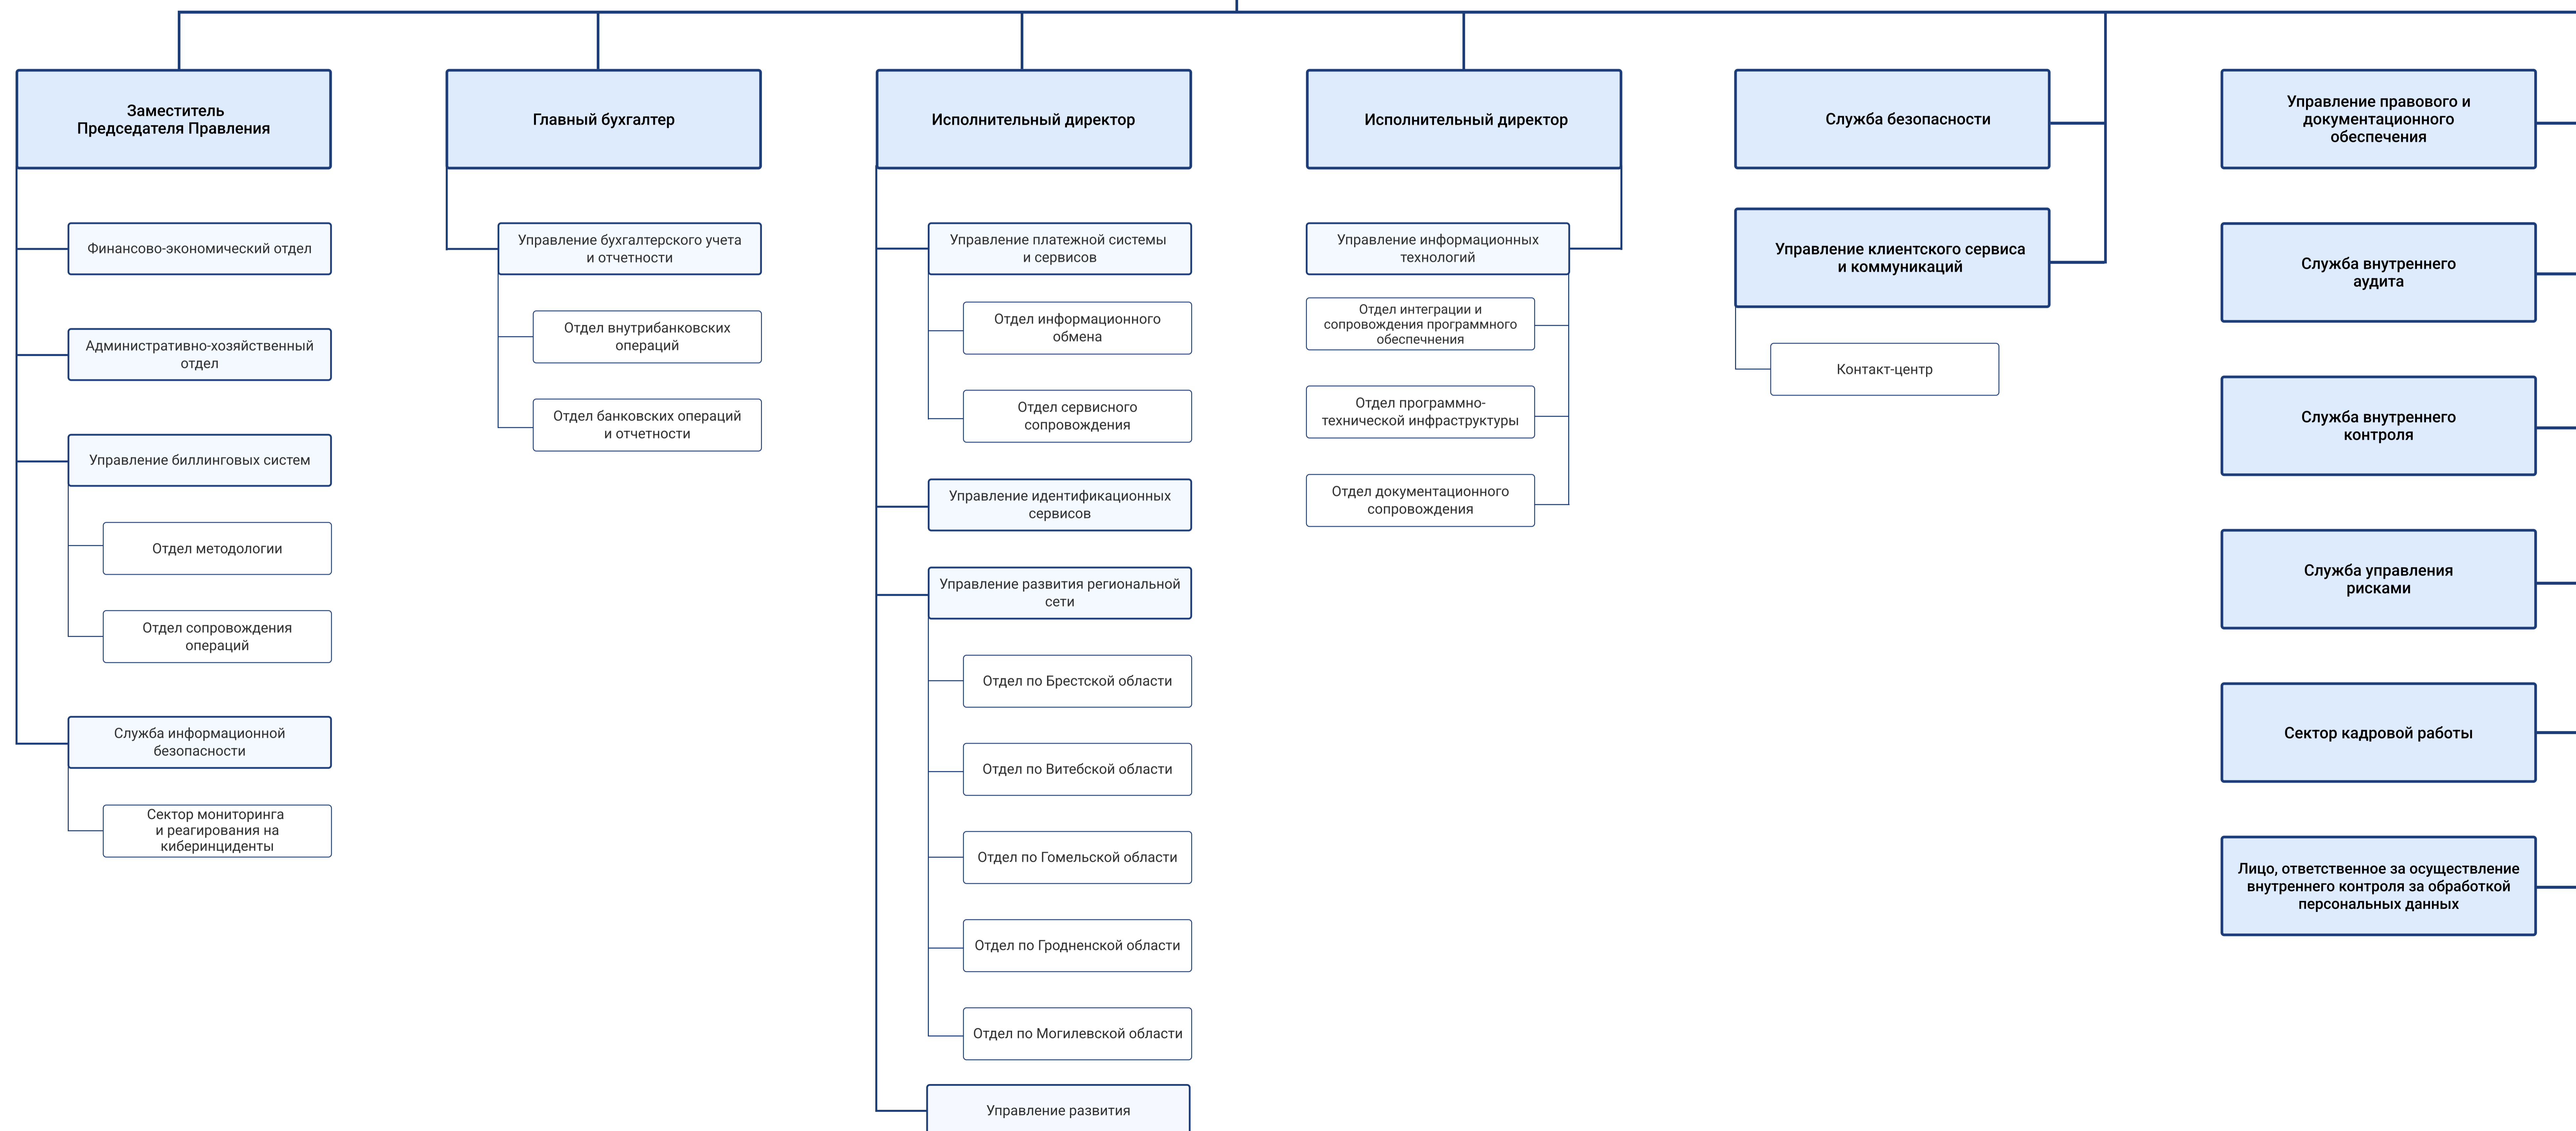 Заместитель
Председателя Правления
Финансово-экономический отдел
Административно-хозяйственный
отдел
Управление биллинговых систем
Отдел методологии
Отдел сопровождения
операций
Служба информационной
безопасности
Сектор мониторинга
и реагирования на
киберинциденты
Главный бухгалтер
Управление бухгалтерского учета
и отчетности
Отдел внутрибанковских
операций
Отдел банковских операций
и отчетности
Исполнительный директор
Управление платежной системы
и сервисов
Отдел информационного
обмена
Отдел сервисного
сопровождения
Управление идентификационных
сервисов
Управление развития региональной
сети
Отдел по Брестской области
Отдел по Витебской области
Отдел по Гомельской области
Отдел по Гродненской области
Отдел по Могилевской области
Управление развития
Исполнительный директор
Управление информационных
технологий
Отдел интеграции и
сопровождения программного
обеспечнения
Отдел программно-
технической инфраструктуры
Отдел документационного
сопровождения
Служба безопасности
Управление клиентского сервиса
и коммуникаций
Контакт-центр
Управление правового и
документационного
обеспечения
Служба внутреннего
аудита
Служба внутреннего
контроля
Служба управления
рисками
Сектор кадровой работы
Лицо, ответственное за осуществление
внутреннего контроля за обработкой
персональных данных